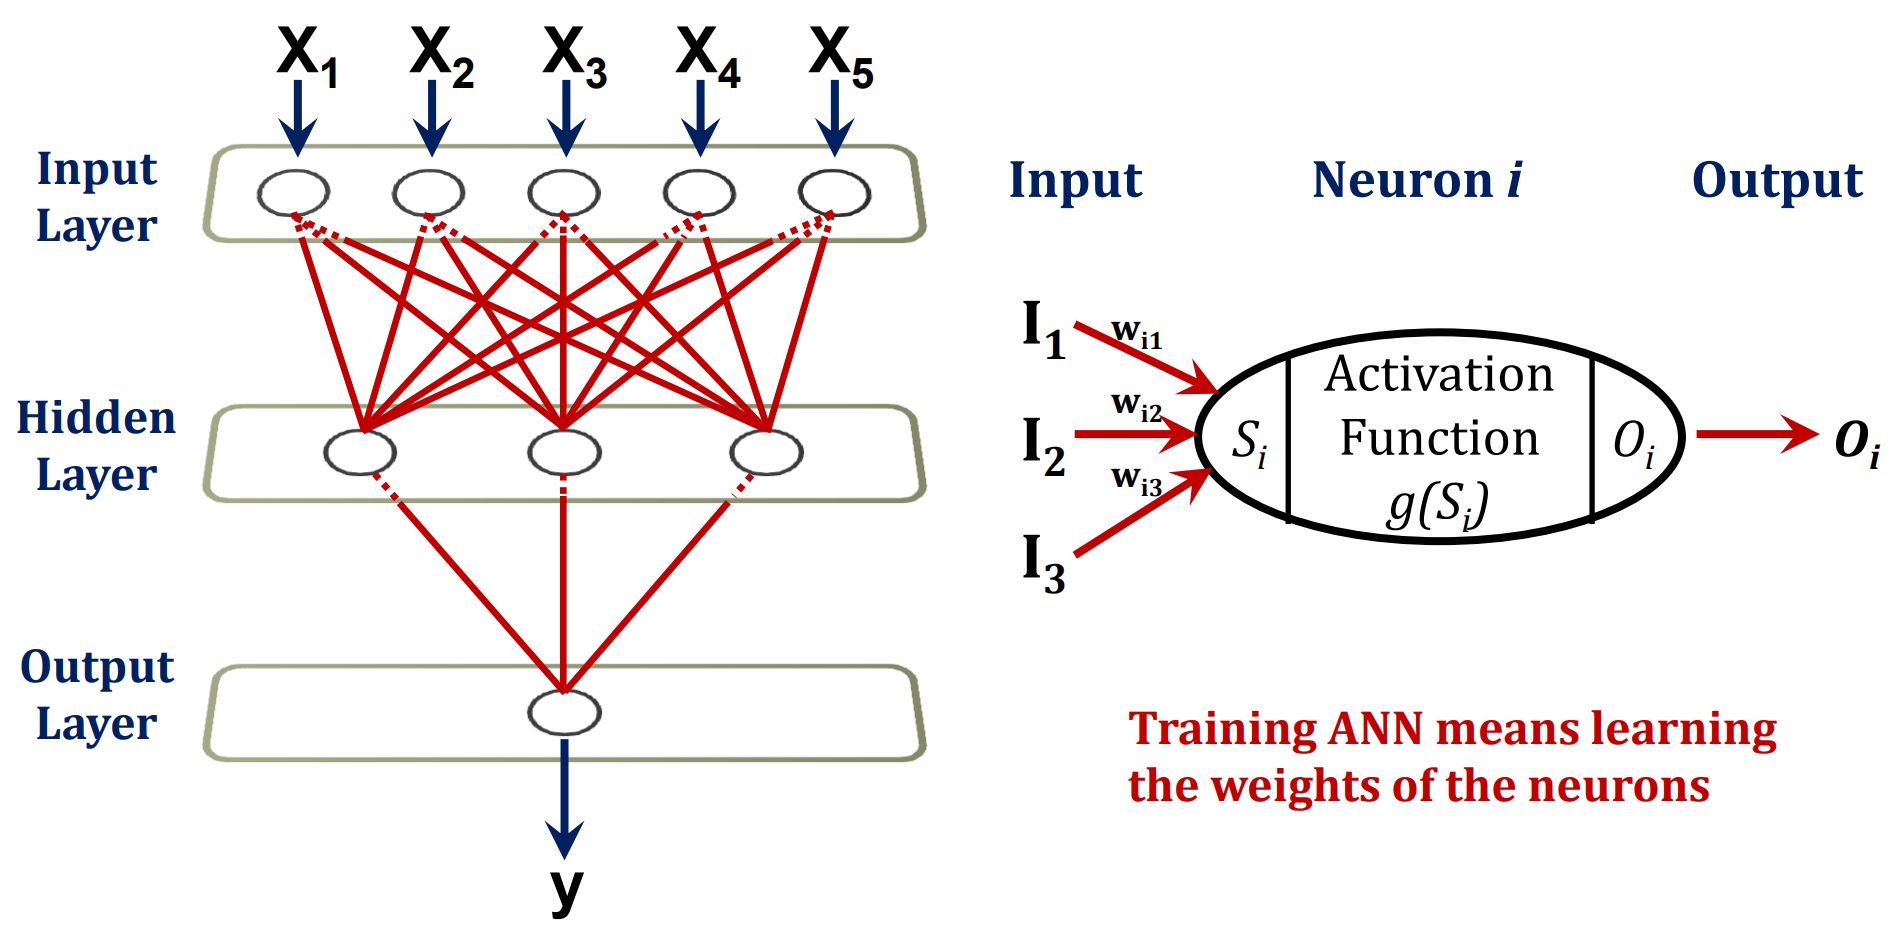 X1 X2 X3 X4 X5
Input
Layer
Hidden
Layer
Output
Layer
y
Input Neuron i Output
I1
wi1
I2
wi2
I3
wi3
Si
Activation
Function
g(Si)
Oi
Oi
Training ANN means learning
the weights of the neurons